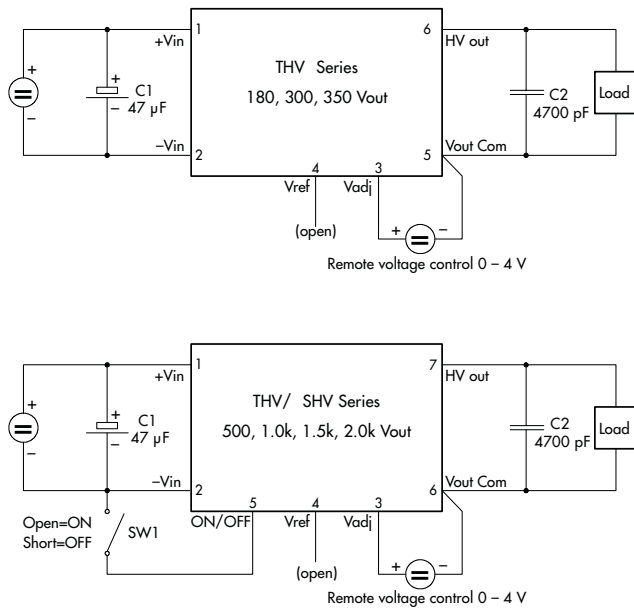 +Vin
1
6
HV out
THV Series
180, 300, 350 Vout
+
–
+
–
C1
47 µF
C2
4700 pF
Load
–Vin
2
5
Vout Com
4
3
Vref
Vadj
(open)
+
–
Remote voltage control 0 – 4 V
+Vin
1
7
HV out
THV/ SHV Series
500, 1.0k, 1.5k, 2.0k Vout
+
–
+
–
C1
47 µF
C2
4700 pF
Load
–Vin
2
6
Vout Com
5
4
3
ON/OFF
Vref
Vadj
Open=ON
Short=OFF
SW1
(open)
+
–
Remote voltage control 0 – 4 V